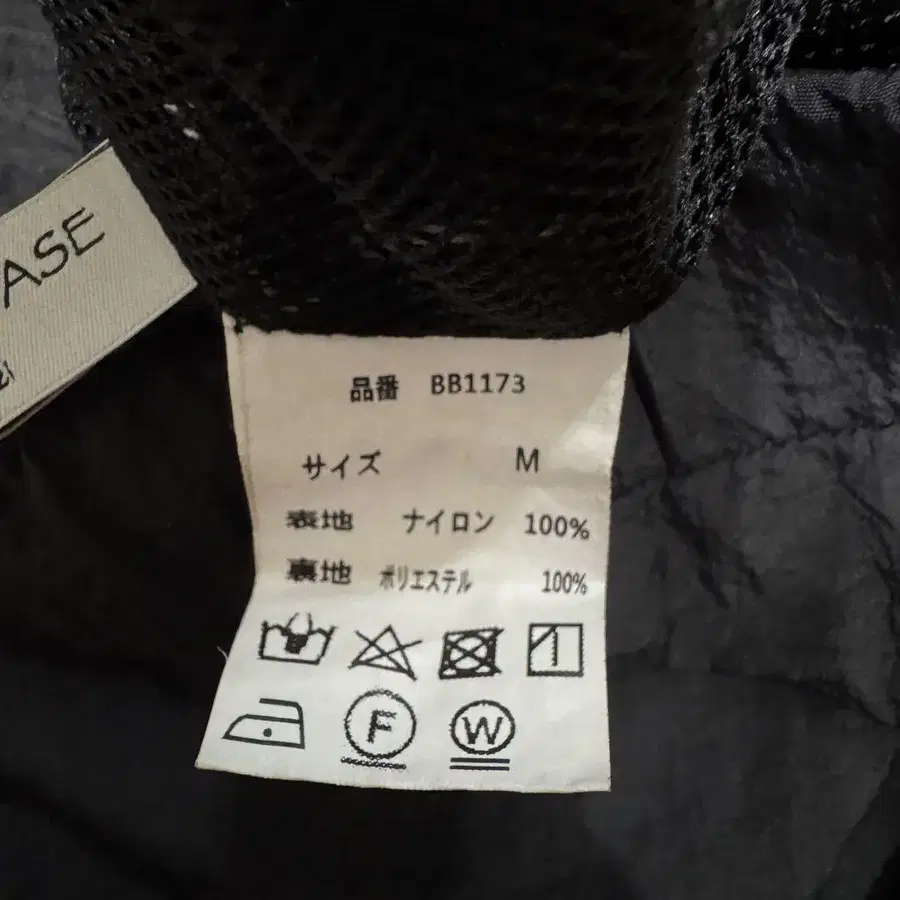 ASE
品番 BB1173
サイズ M
表地 ナイロン 100%
裏地 ポリエステル 100%
F
W